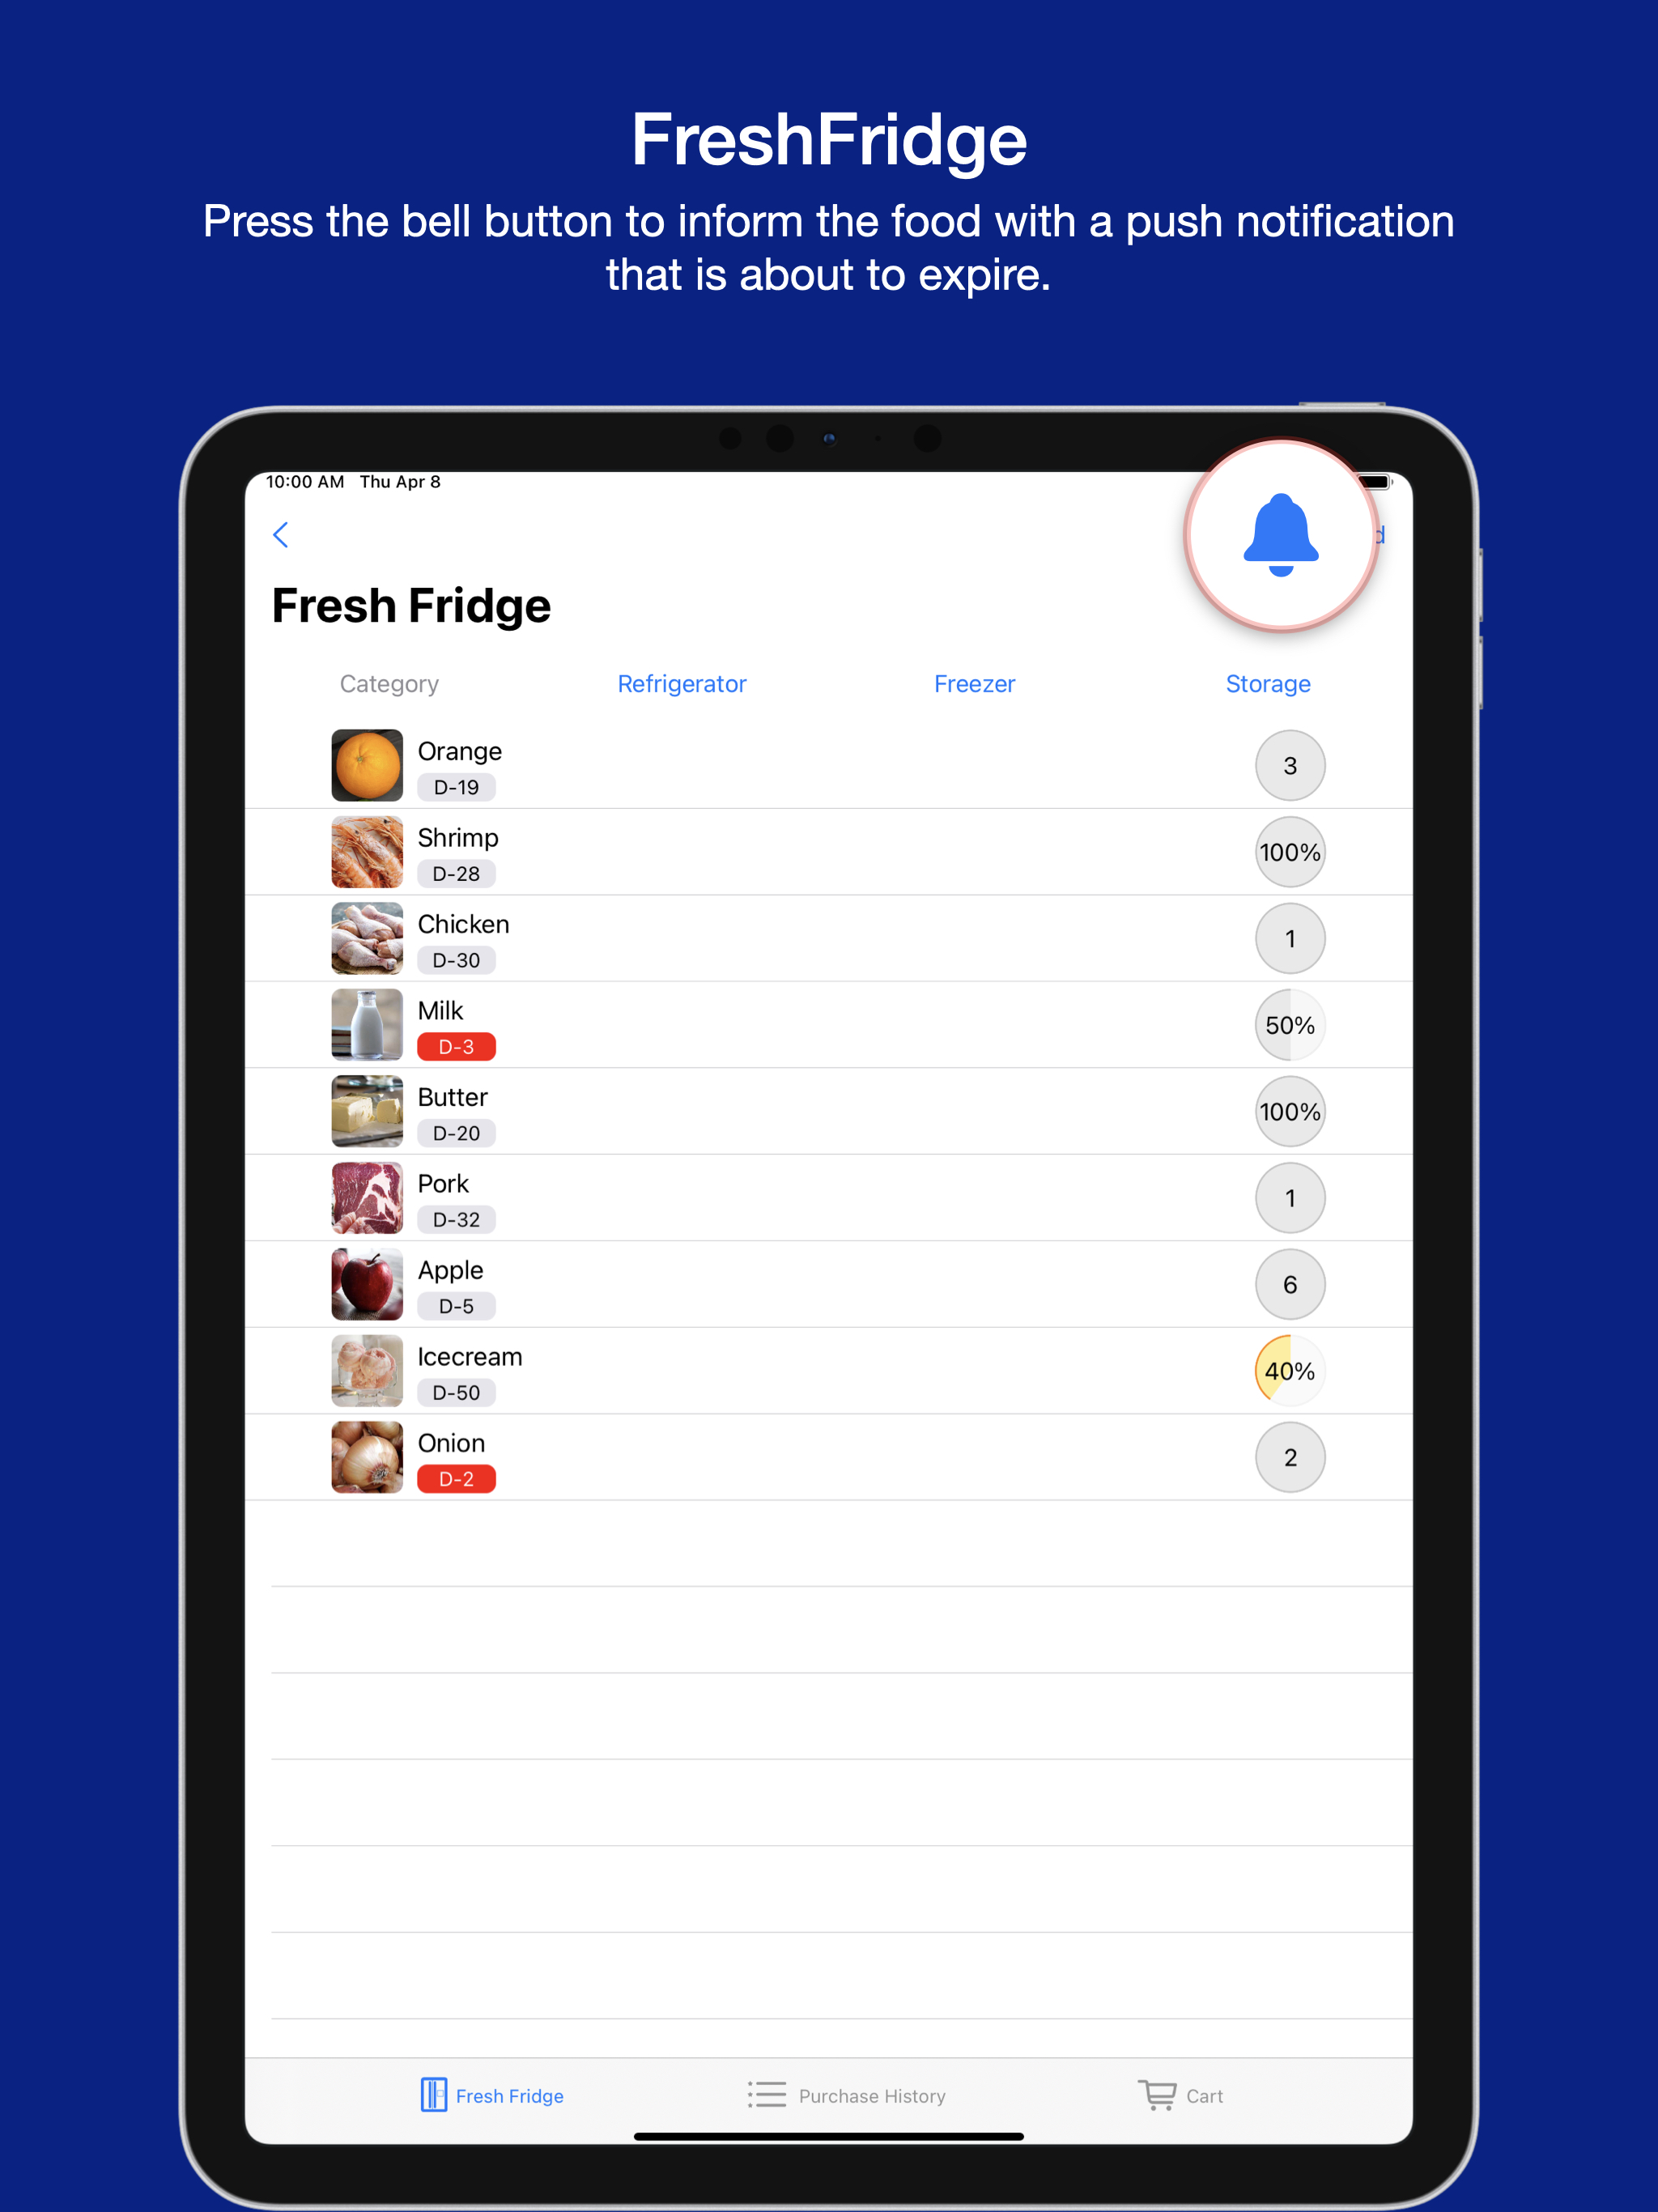 FreshFridge
Press the bell button to inform the food with a push notification
that is about to expire.
10:00 AM Thu Apr 8
Fresh Fridge
Category Refrigerator Freezer Storage
Orange
D-19
3
Shrimp
D-28
100%
Chicken
D-30
1
Milk
D-3
50%
Butter
D-20
100%
Pork
D-32
1
Apple
D-5
6
Icecream
D-50
40%
Onion
D-2
2
Fresh Fridge Purchase History Cart